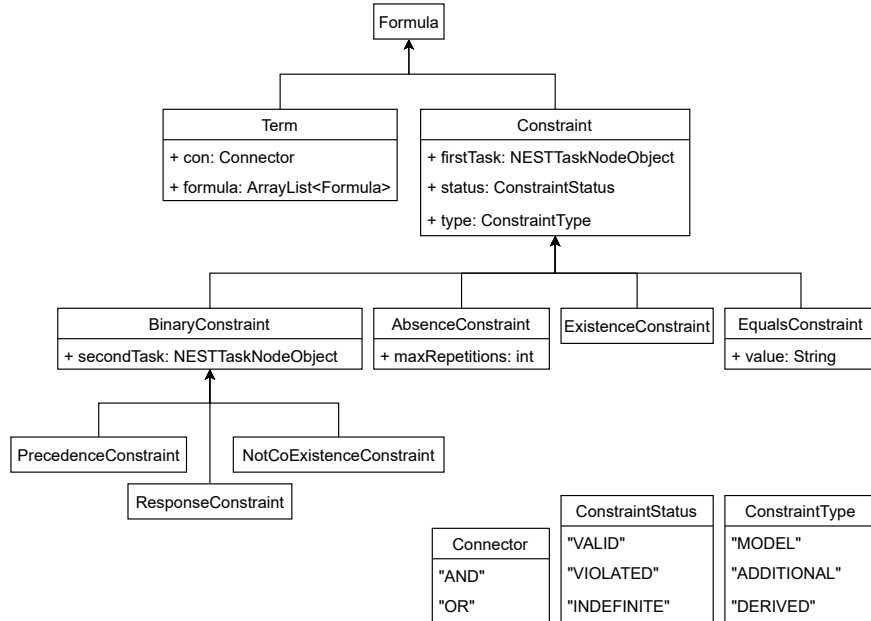 Formula
Term
+ con: Connector
+ formula: ArrayList<Formula>
Constraint
+ firstTask: NESTTaskNodeObject
+ status: ConstraintStatus
+ type: ConstraintType
BinaryConstraint
+ secondTask: NESTTaskNodeObject
AbsenceConstraint
+ maxRepetitions: int
ExistenceConstraint
EqualsConstraint
+ value: String
PrecedenceConstraint
NotCoExistenceConstraint
ResponseConstraint
Connector
"AND"
"OR"
ConstraintStatus
"VALID"
"VIOLATED"
"INDEFINITE"
ConstraintType
"MODEL"
"ADDITIONAL"
"DERIVED"